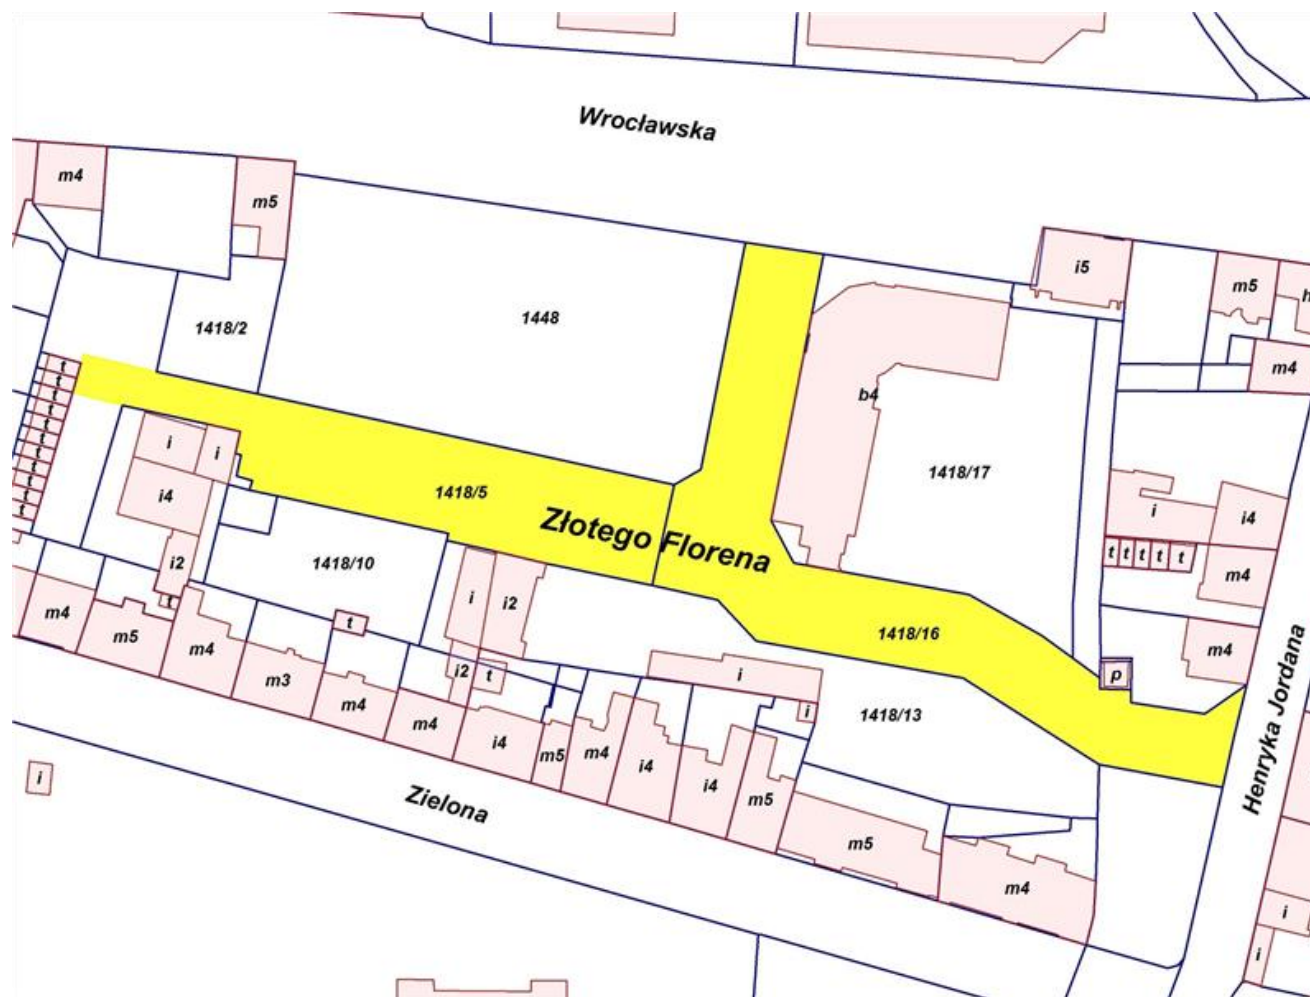 Wrocławska
m4
m5
i5
m5
h
1418/2
1448
m4
t
t
t
t
t
t
t
t
t
t
t
b4
i
i
i4
1418/5
1418/17
i
i4
Złotego Florena
t
t
t
t
t
m4
i2
1418/10
i
i2
t
m4
m5
m4
t
1418/16
m4
m3
i2
t
i
p
m4
m4
i4
m5
m4
i4
i4
m5
i
1418/13
Henryka Jordana
i
Zielona
m5
m4
i
i